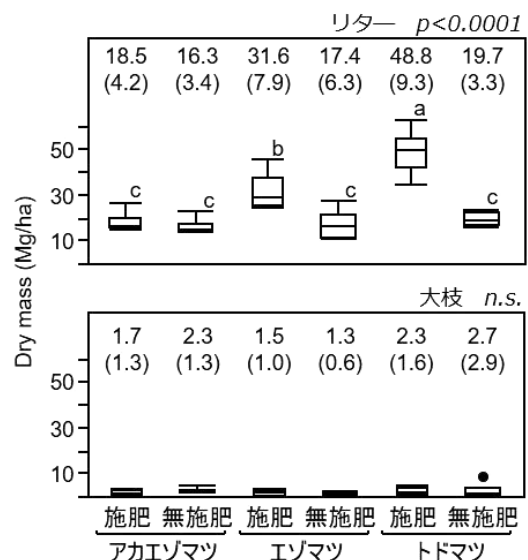 リター p<0.0001
18.5 16.3 31.6 17.4 48.8 19.7
(4.2) (3.4) (7.9) (6.3) (9.3) (3.3)
a
b
c c c c
50
30
10
Dry mass (Mg/ha)
大枝 n.s.
1.7 2.3 1.5 1.3 2.3 2.7
(1.3) (1.3) (1.0) (0.6) (1.6) (2.9)
50
30
10
施肥 無施肥 施肥 無施肥 施肥 無施肥
アカエゾマツ エゾマツ トドマツ